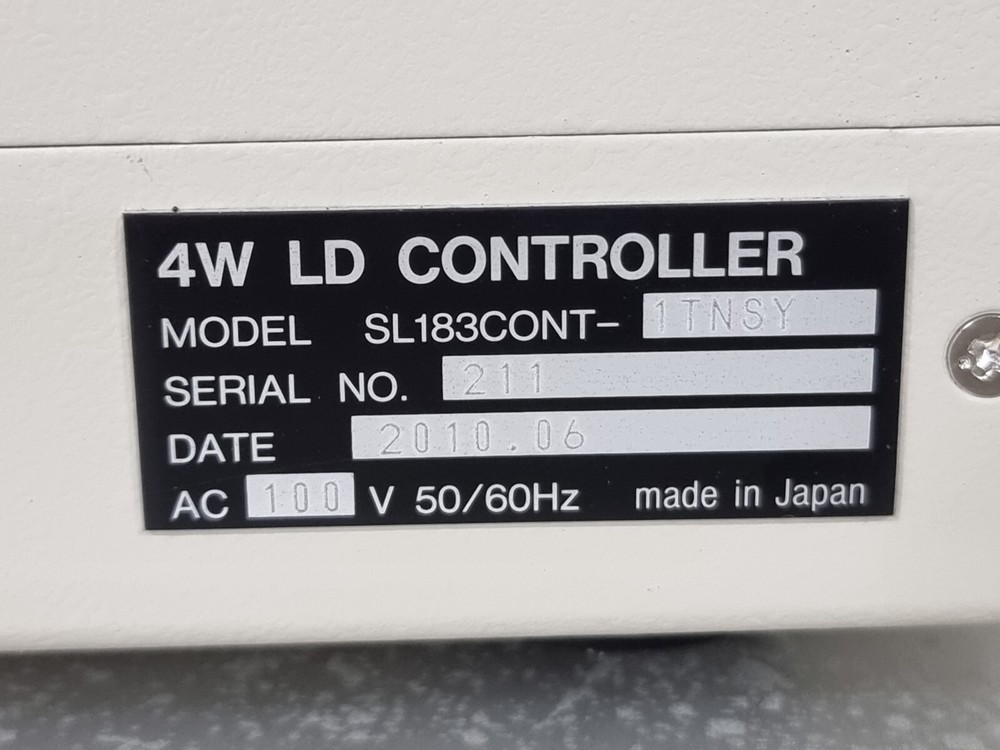 4W LD CONTROLLER
MODEL SL183CONT- 1TNSY
SERIAL NO. 211
DATE 2010.06
AC 100 V 50/60Hz made in Japan